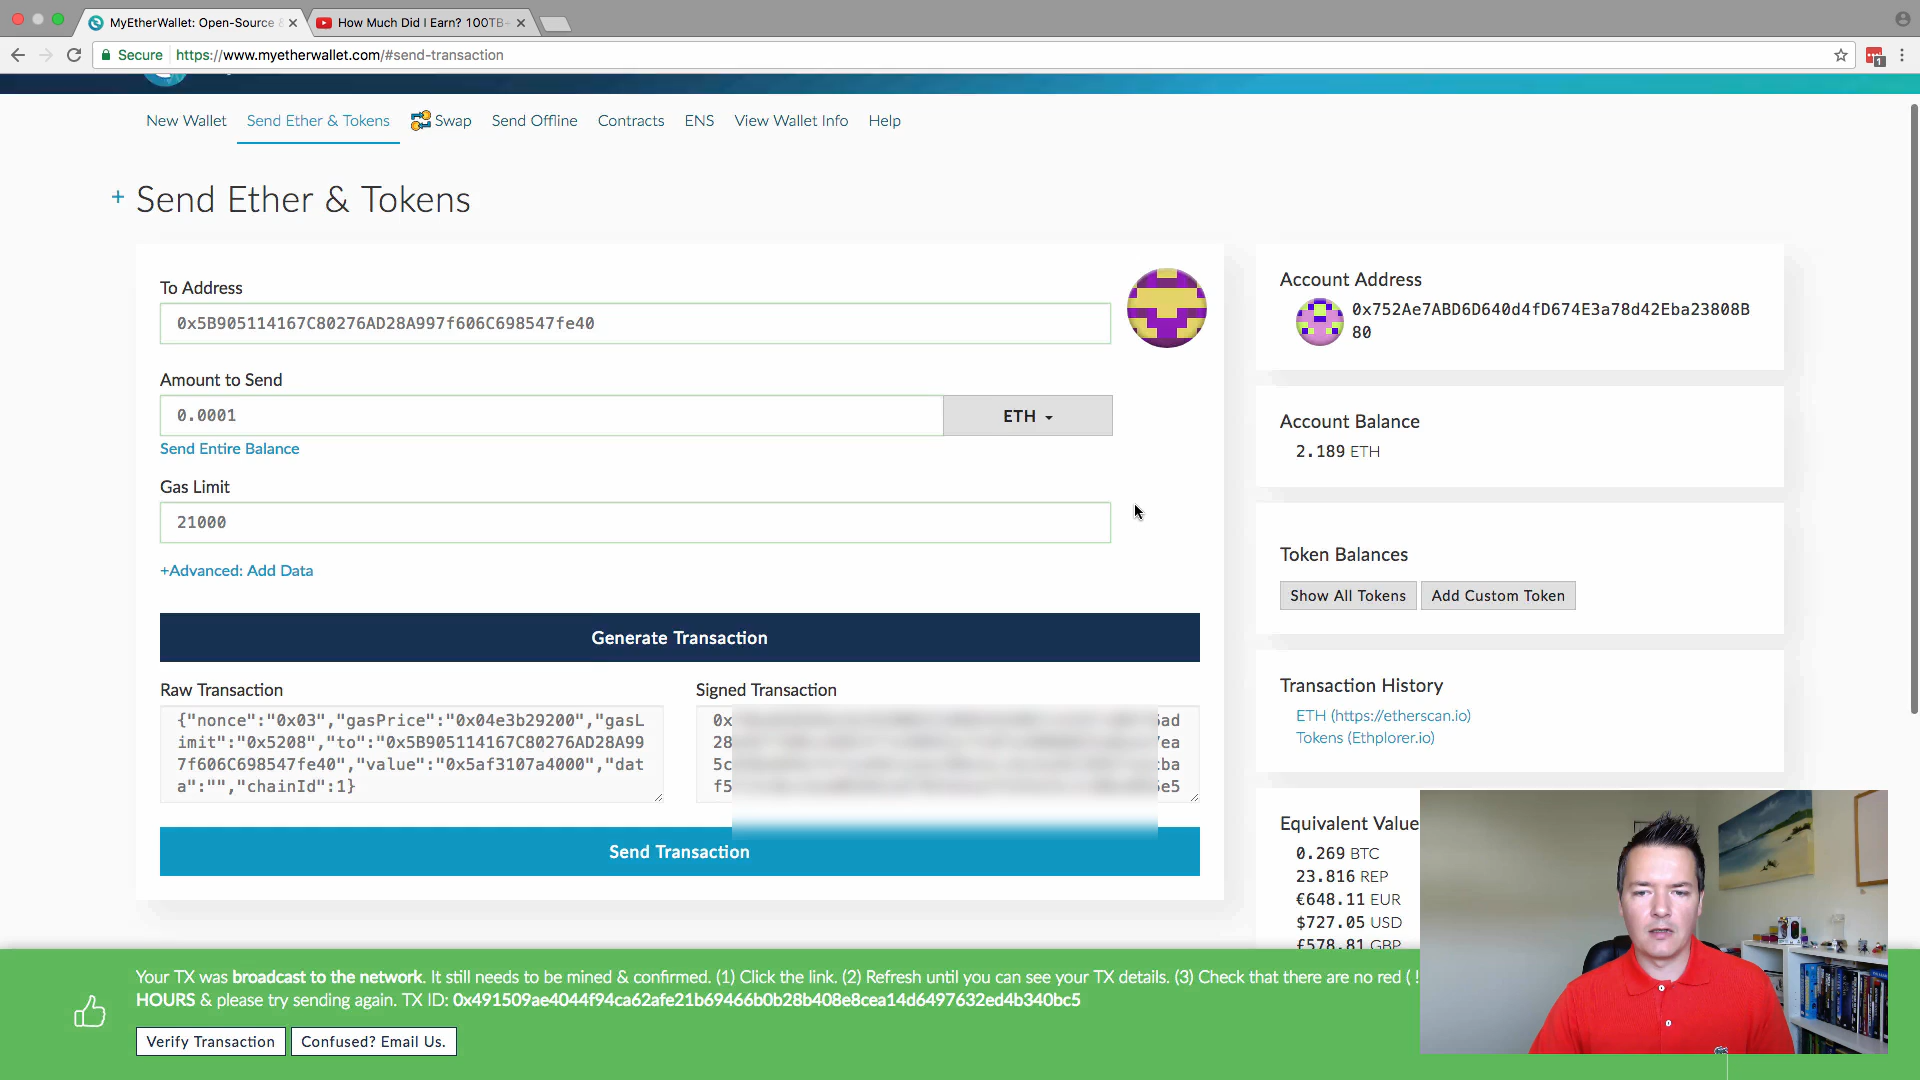 MyEtherWallet: Open-Source
How Much Did I Earn? 100TB
Secure https://www.myetherwallet.com/#send-transaction
1
New Wallet Send Ether & Tokens Swap Send Offline Contracts ENS View Wallet Info Help
+ Send Ether & Tokens
To Address
0x5B905114167C80276AD28A997f606C698547fe40
Amount to Send
0.0001
ETH
Send Entire Balance
Gas Limit
21000
+Advanced: Add Data
Generate Transaction
Raw Transaction
{"nonce":"0x03","gasPrice":"0x04e3b29200","gasL
imit":"0x5208","to":"0x5B905114167C80276AD28A99
7f606C698547fe40","value":"0x5af3107a4000","dat
a":"","chainId":1}
Signed Transaction
Send Transaction
Account Address
0x752Ae7ABD6D640d4fD674E3a78d42Eba23808B
80
Account Balance
2.189 ETH
Token Balances
Show All Tokens Add Custom Token
Transaction History
ETH (https://etherscan.io)
Tokens (Ethplorer.io)
Equivalent Value
0.269 BTC
23.816 REP
€648.11 EUR
$727.05 USD
£578.81 GBP
Your TX was broadcast to the network. It still needs to be mined & confirmed. (1) Click the link. (2) Refresh until you can see your TX details. (3) Check that there are no red ( !
HOURS & please try sending again. TX ID: 0x491509ae4044f94ca62afe21b69466b0b28b408e8cea14d6497632ed4b340bc5
Verify Transaction Confused? Email Us.